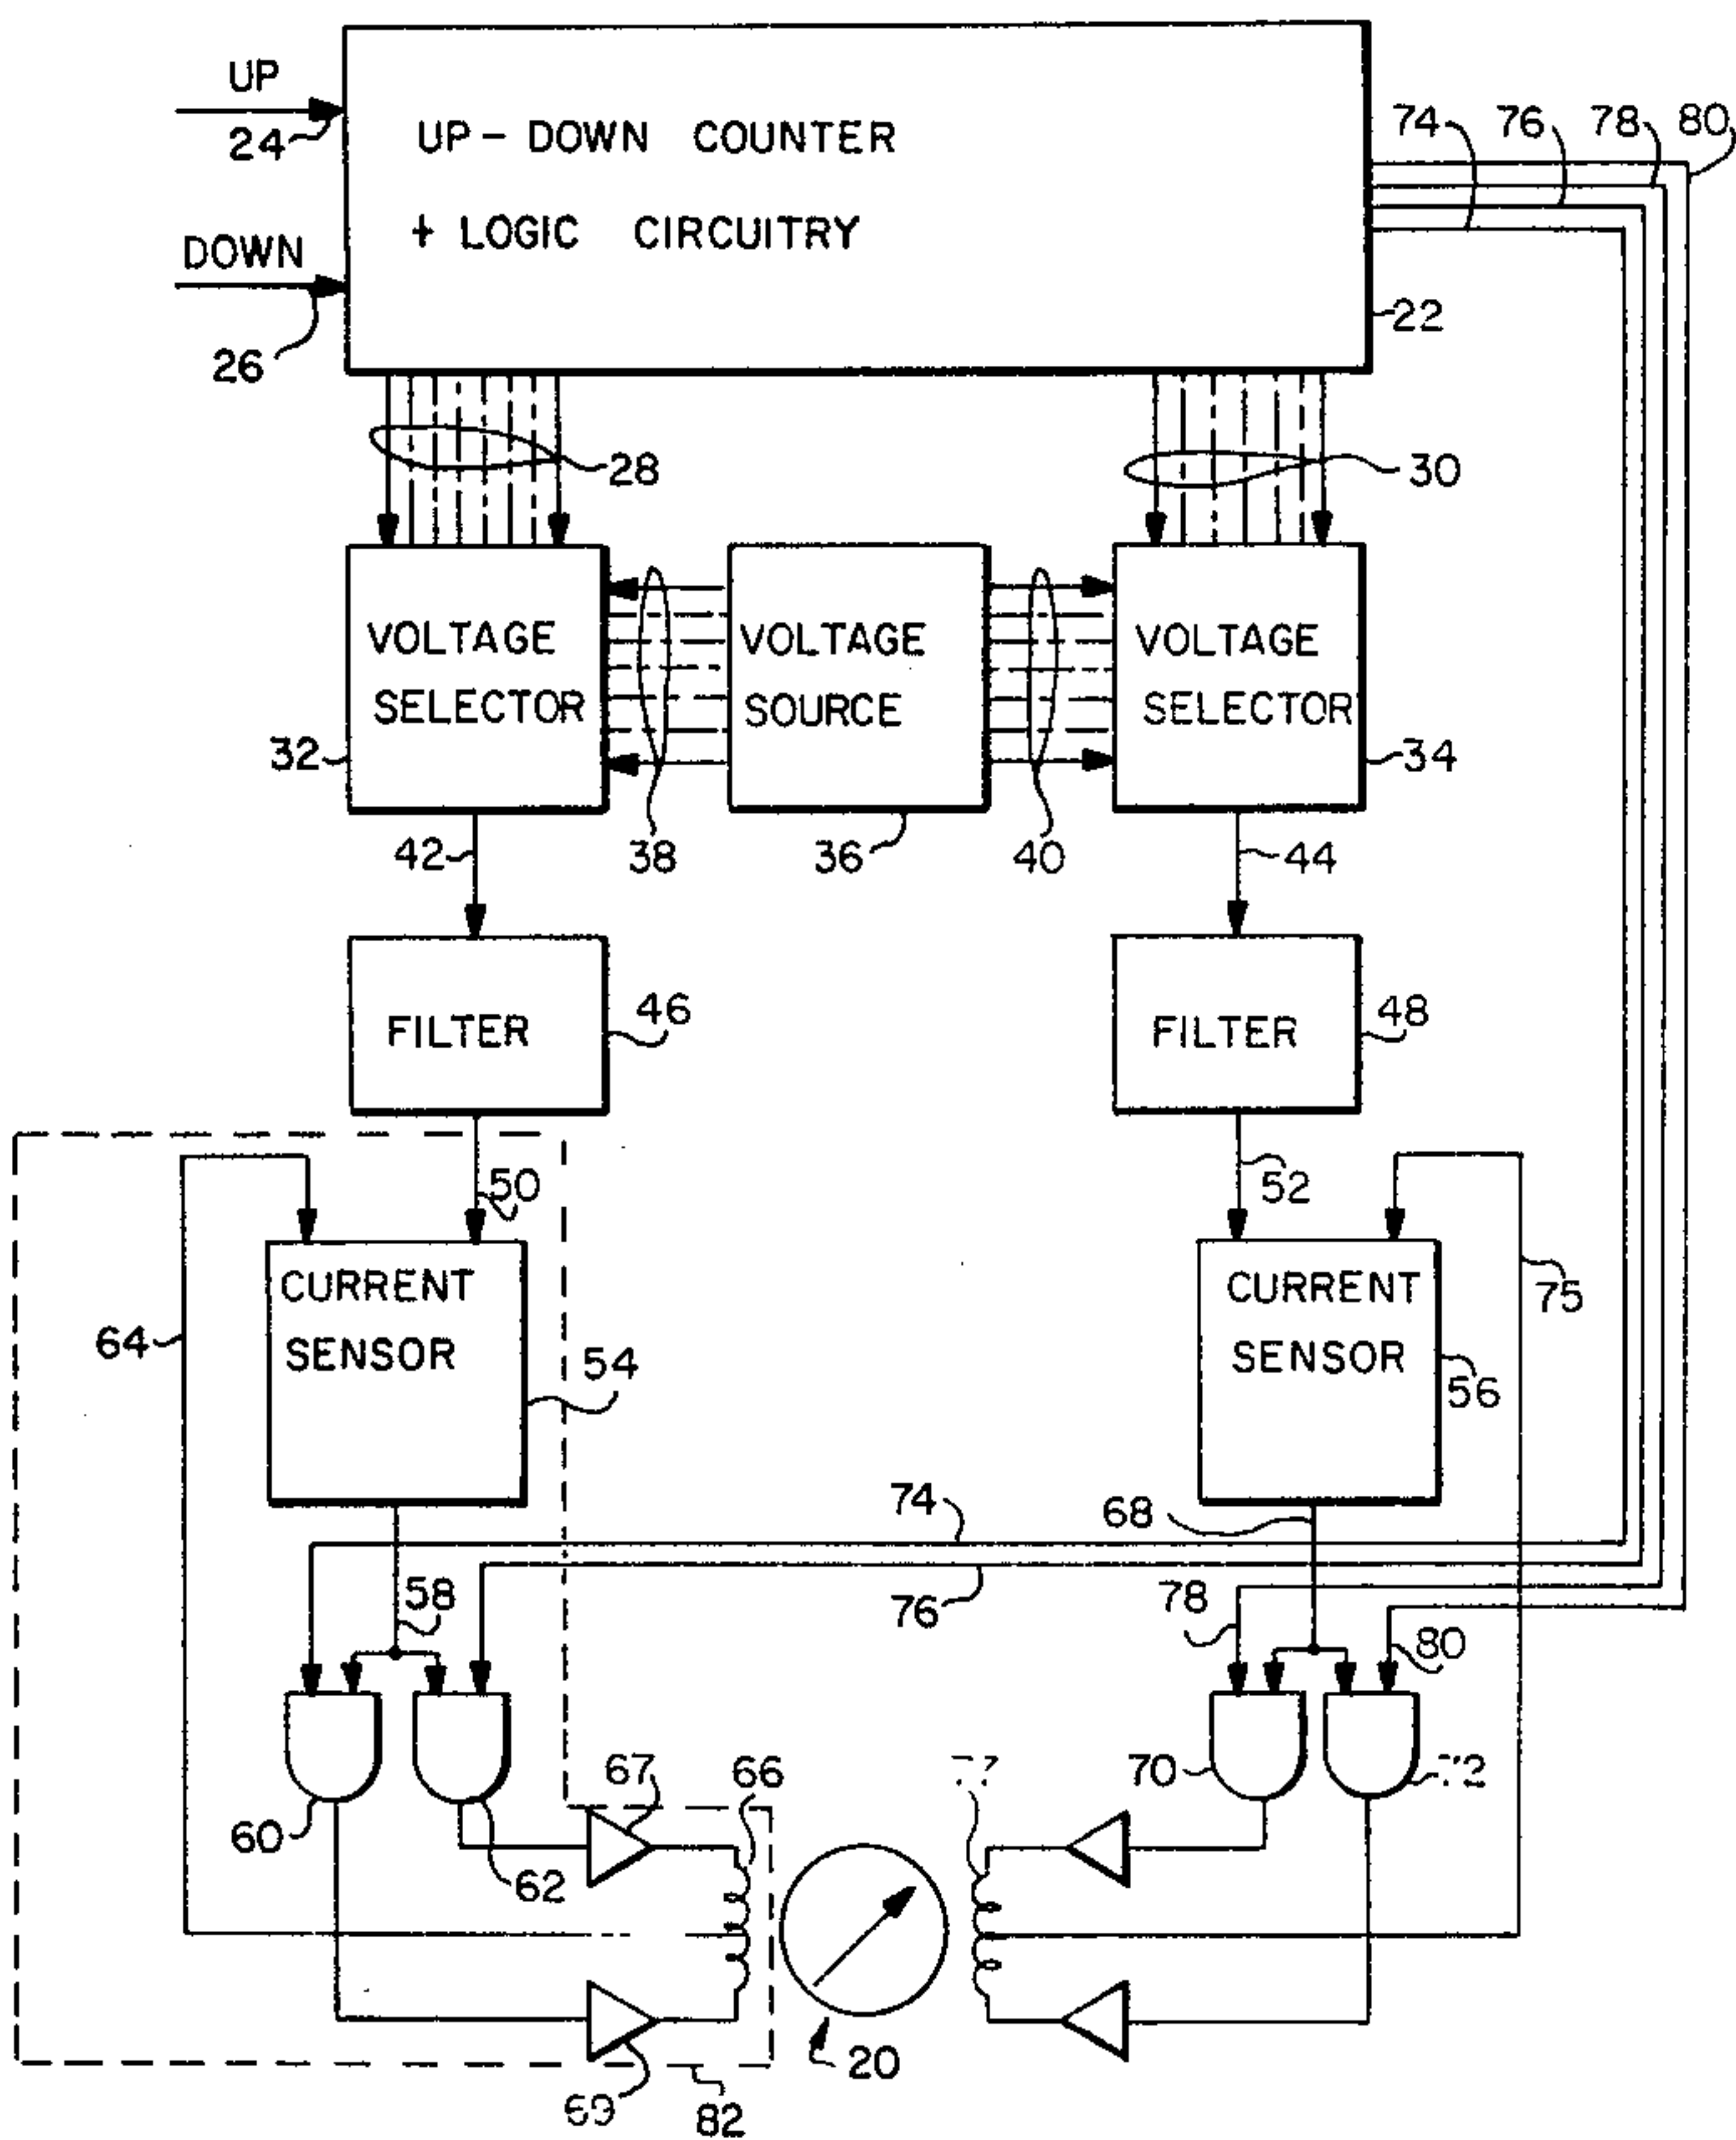 UP
24
DOWN
26
UP - DOWN COUNTER
+ LOGIC CIRCUITRY
74 76 78 80
22
28
30
VOLTAGE
SELECTOR
VOLTAGE
SOURCE
VOLTAGE
SELECTOR
32
34
42
38
36
40
44
FILTER
46
FILTER
48
50
52
CURRENT
SENSOR
CURRENT
SENSOR
64
54
75
56
74
68
58
76
78
80
60
62
67
66
70
72
69
20
82